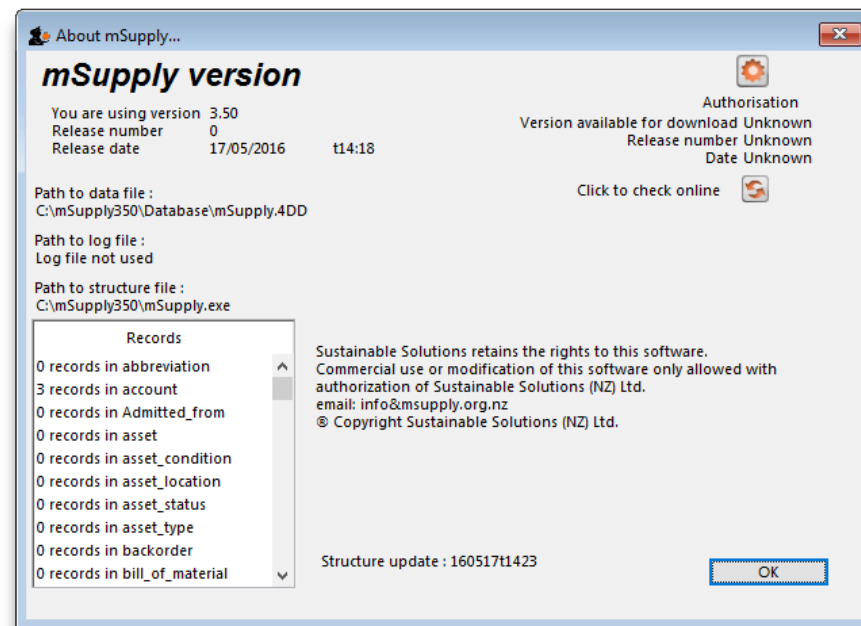 About mSupply...
mSupply version
You are using version 3.50
Release number 0
Release date 17/05/2016 t14:18
Authorisation
Version available for download Unknown
Release number Unknown
Date Unknown
Click to check online
Path to data file :
C:\mSupply350\Database\mSupply.4DD
Path to log file :
Log file not used
Path to structure file :
C:\mSupply350\mSupply.exe
Records
0 records in abbreviation
3 records in account
0 records in Admitted_from
0 records in asset
0 records in asset_condition
0 records in asset_location
0 records in asset_status
0 records in asset_type
0 records in backorder
0 records in bill_of_material
Sustainable Solutions retains the rights to this software.
Commercial use or modification of this software only allowed with
authorization of Sustainable Solutions (NZ) Ltd.
email: info@msupply.org.nz
® Copyright Sustainable Solutions (NZ) Ltd.
Structure update : 160517t1423
OK